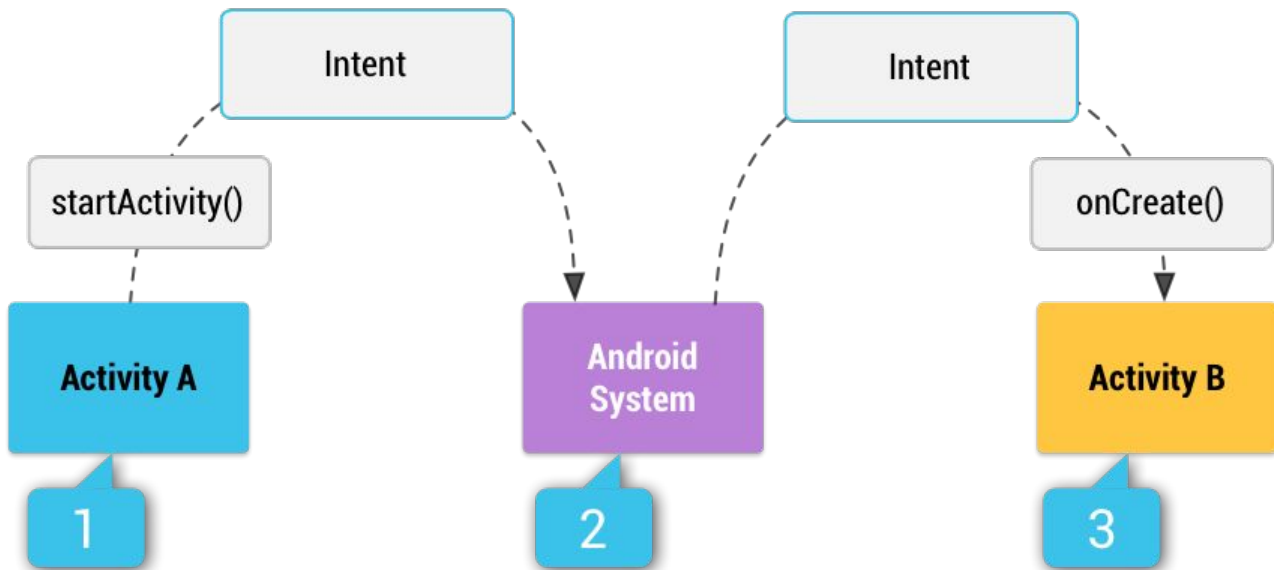 Intent
Intent
startActivity()
onCreate()
Activity A
Android
System
Activity B
1
2
3